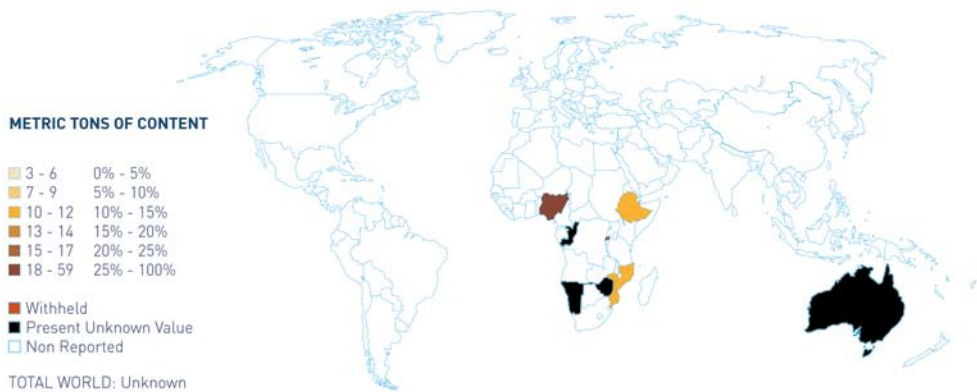 METRIC TONS OF CONTENT
3 - 6 0% - 5%
7 - 9 5% - 10%
10 - 12 10% - 15%
13 - 14 15% - 20%
15 - 17 20% - 25%
18 - 59 25% - 100%
Withheld
Present Unknown Value
Non Reported
TOTAL WORLD: Unknown